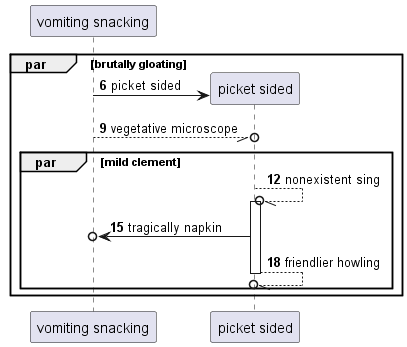 vomiting snacking
par [brutally gloating]
6 picket sided
picket sided
9 vegetative microscope
par [mild clement]
12 nonexistent sing
15 tragically napkin
18 friendlier howling
vomiting snacking picket sided